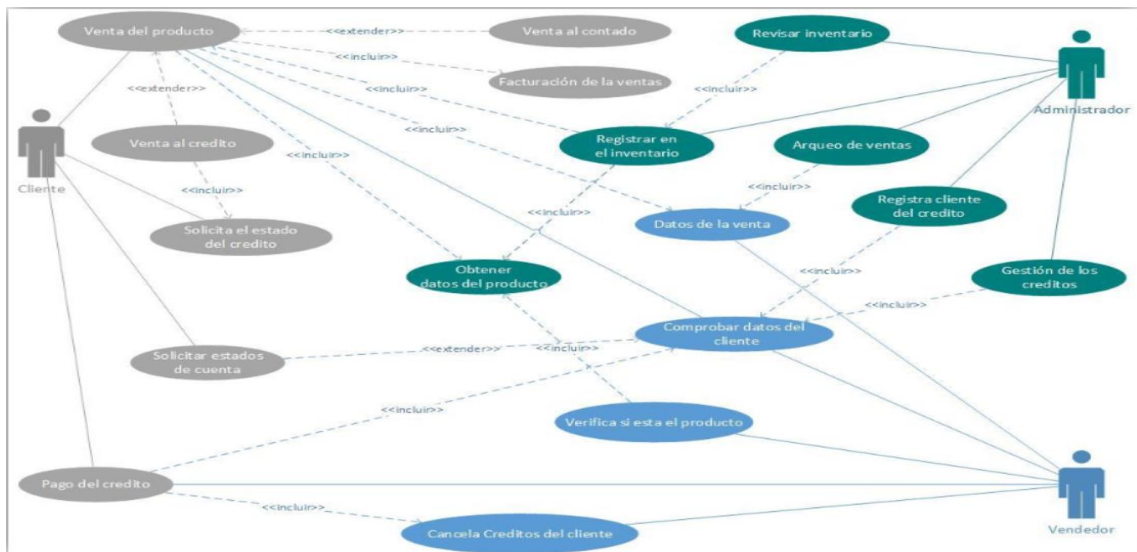 Venta del producto
<<extender>>
Venta al contado
Revisar inventario
<<incluir>>
Facturación de la ventas
<<extender>>
<<incluir>>
<<incluir>>
Administrador
Venta al credito
<<incluir>>
Registrar en
el inventario
Arqueo de ventas
<<incluir>>
Cliente
<<incluir>>
<<incluir>>
Registra cliente
del credito
Solicita el estado
del credito
<<incluir>>
Datos de la venta
Obtener
datos del producto
<<incluir>>
Gestión de los
creditos
<<incluir>>
Comprobar datos del
cliente
Solicitar estados
de cuenta
<<extender>>
<<incluir>>
<<incluir>>
Verifica si esta el producto
Pago del credito
<<incluir>>
Cancela Creditos del cliente
Vendedor